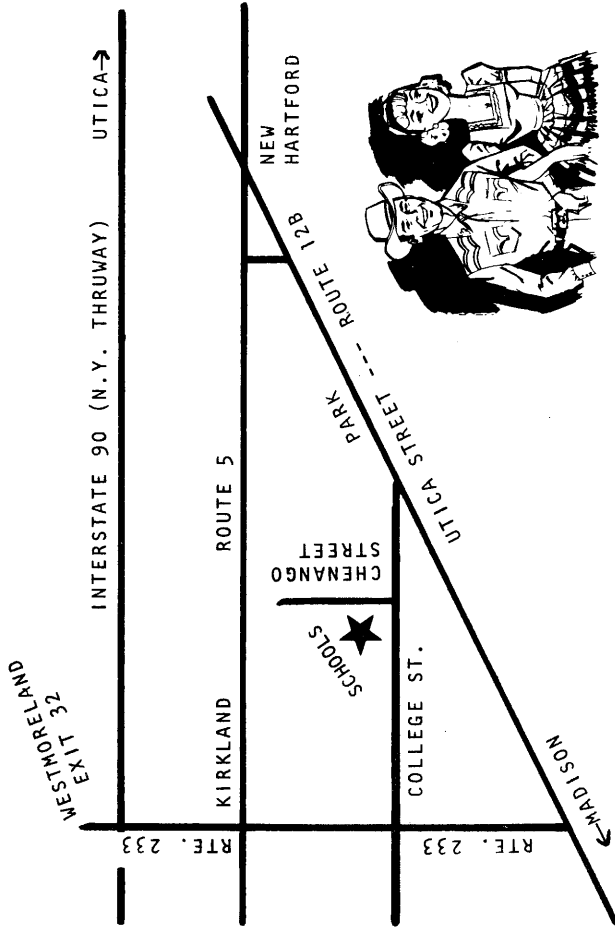 UTICA→
INTERSTATE 90 (N.Y. THRUWAY)
WESTMORELAND
EXIT 32
NEW
HARTFORD
ROUTE 5
KIRKLAND
RTE. 233
PARK
ROUTE 12B
----
UTICA STREET
CHENANGO
STREET
SCHOOLS
COLLEGE ST.
RTE. 233
←MADISON